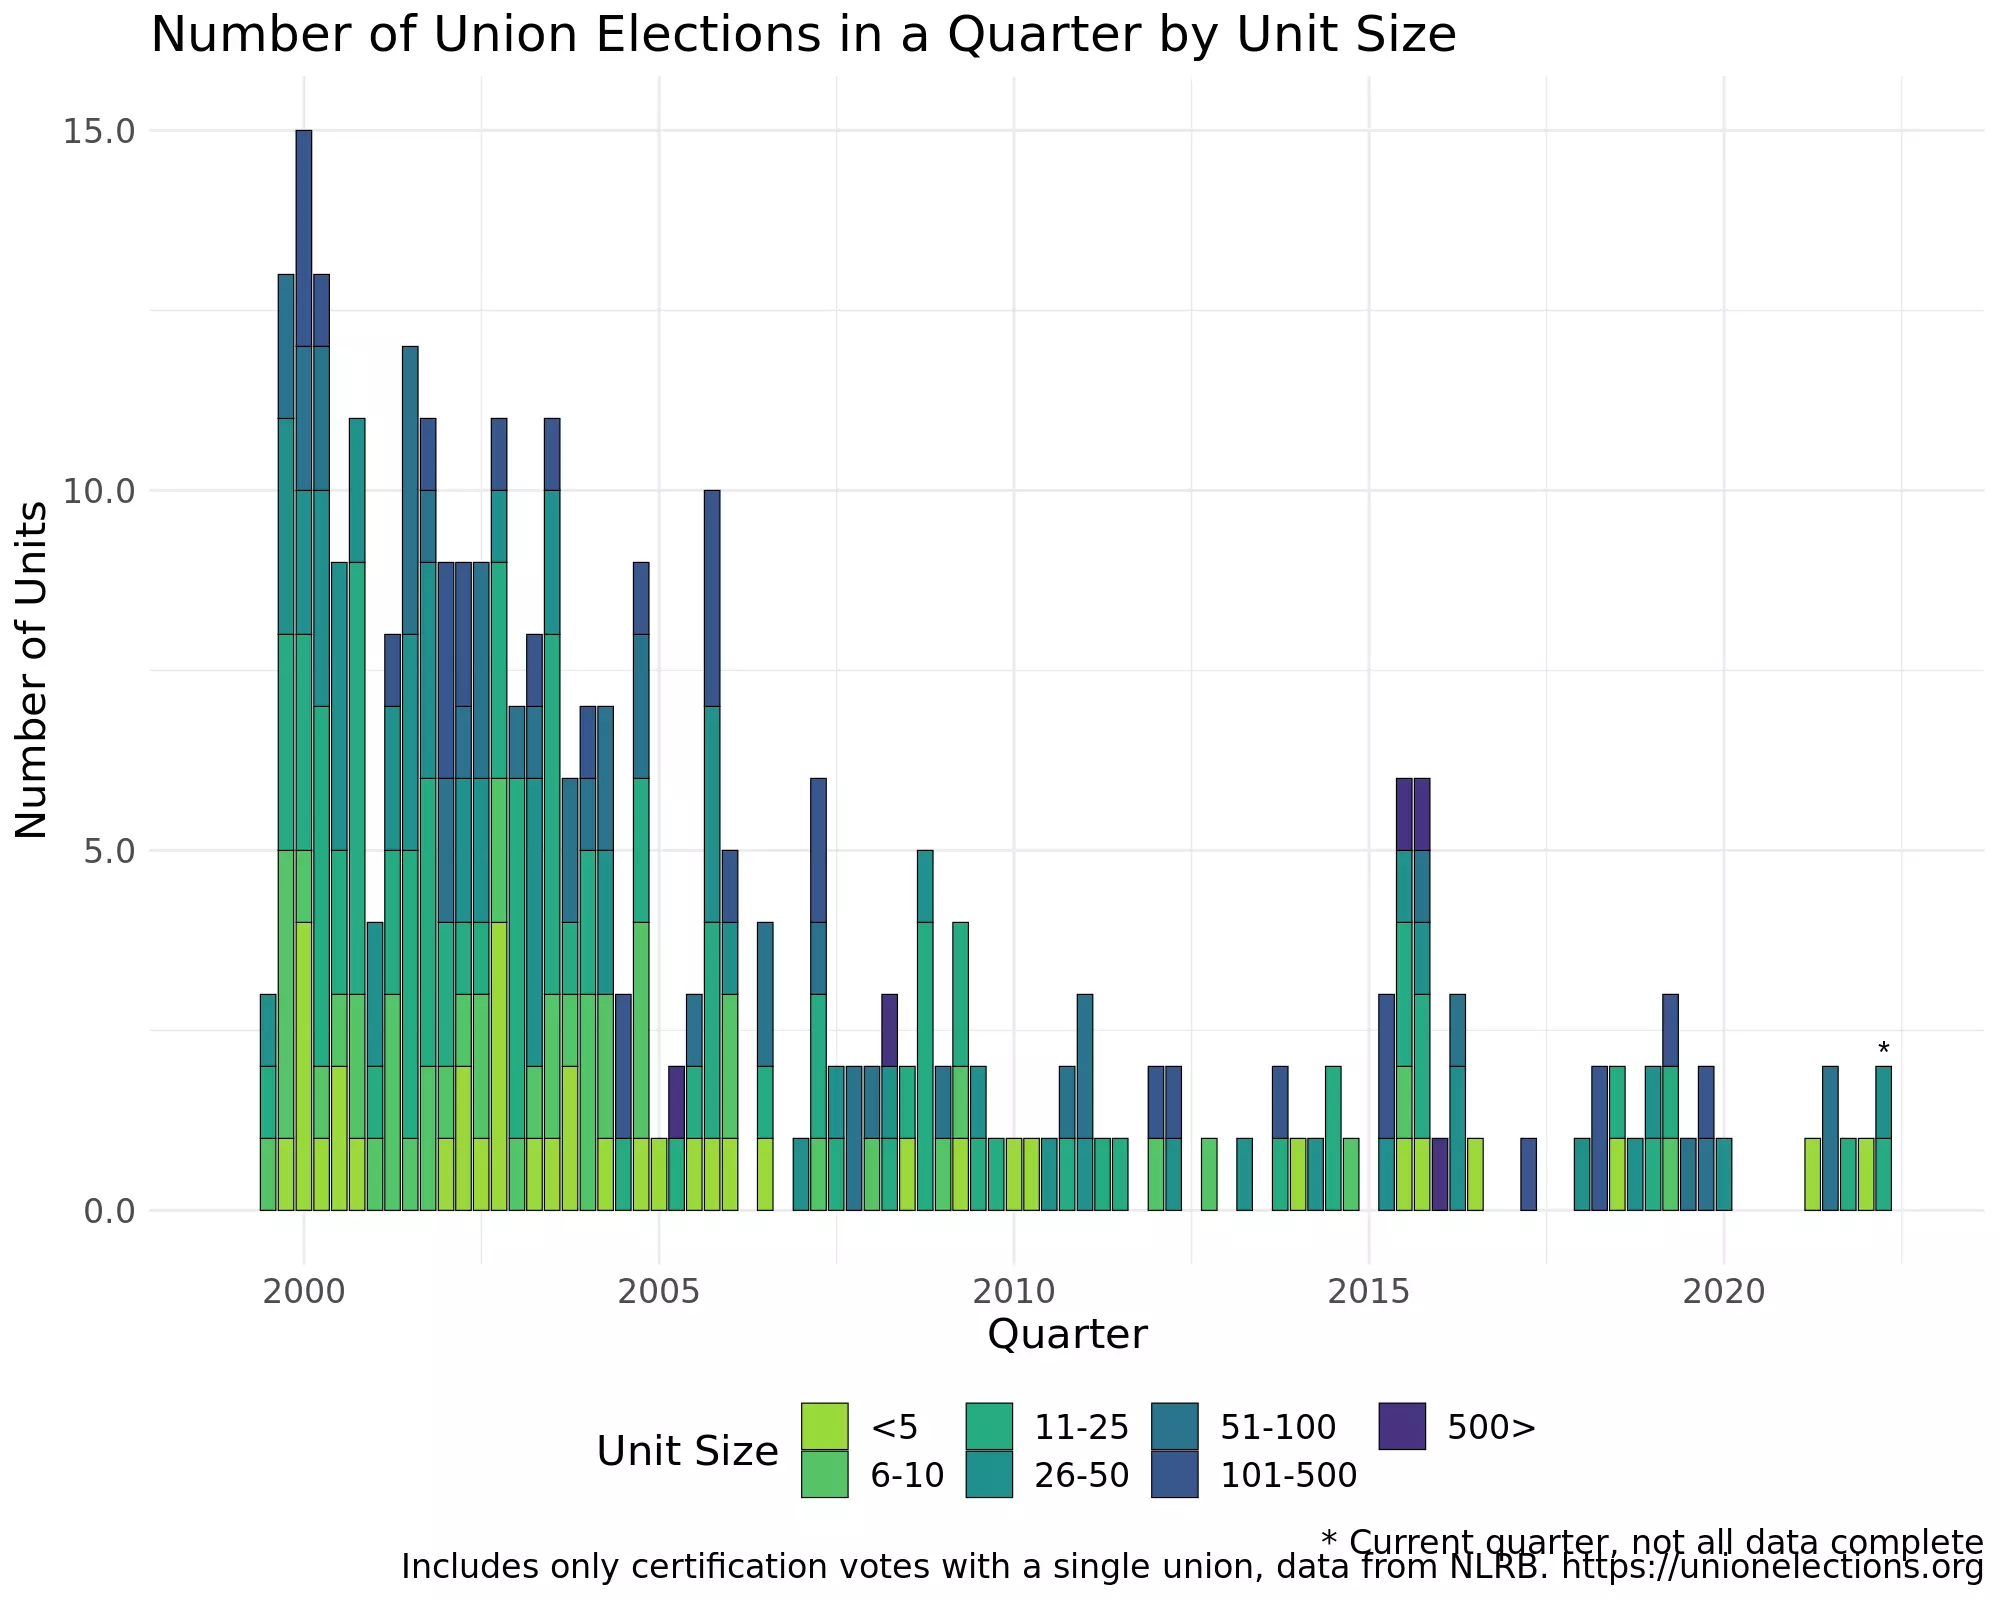 Number of Union Elections in a Quarter by Unit Size
Number of Units
15.0
10.0
5.0
0.0
*
2000 2005 2010 2015 2020
Quarter
Unit Size
<5 11-25 51-100 500>
6-10 26-50 101-500
* Current quarter, not all data complete
Includes only certification votes with a single union, data from NLRB. https://unionelections.org